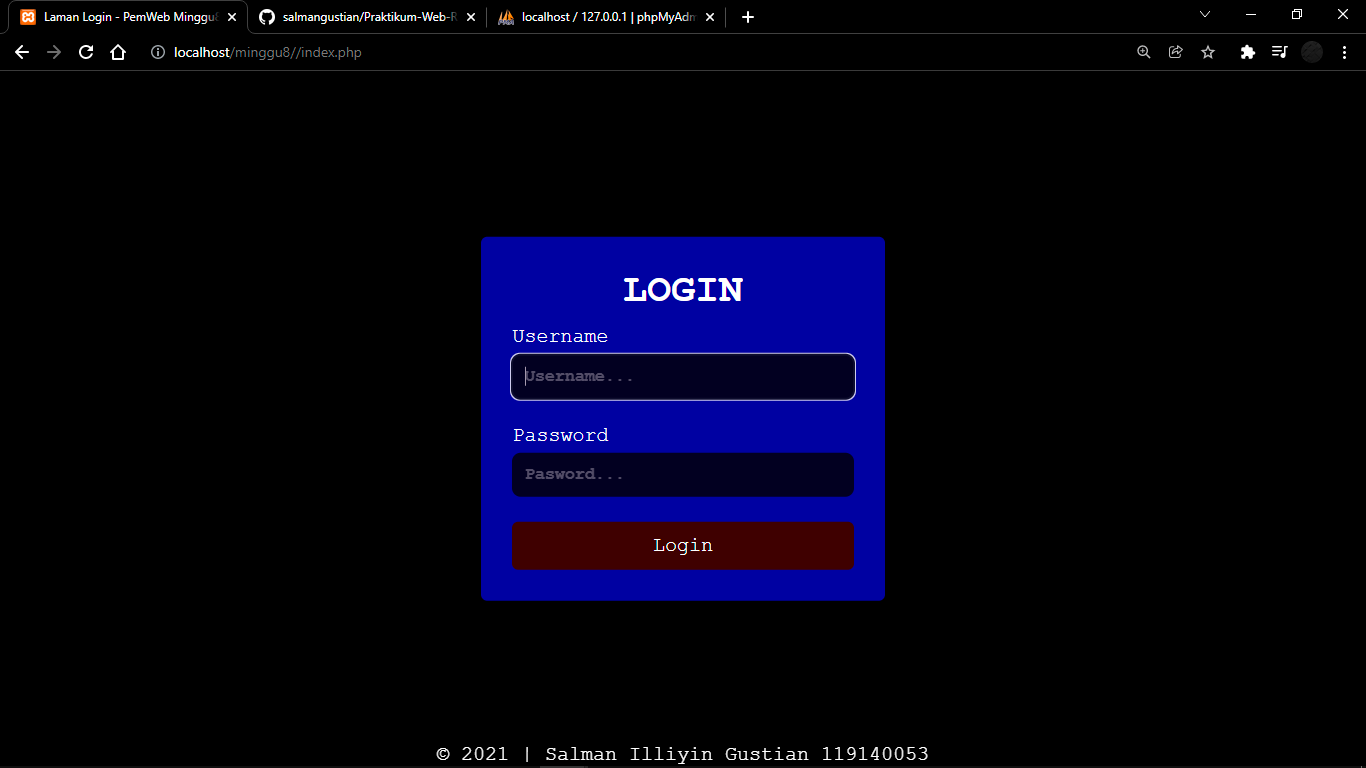 Laman Login - PemWeb Minggu8
salmangustian/Praktikum-Web-R
localhost / 127.0.0.1 | phpMyAdm
localhost/minggu8//index.php
LOGIN
Username
Username...
Password
Pasword...
Login
© 2021 | Salman Illiyin Gustian 119140053